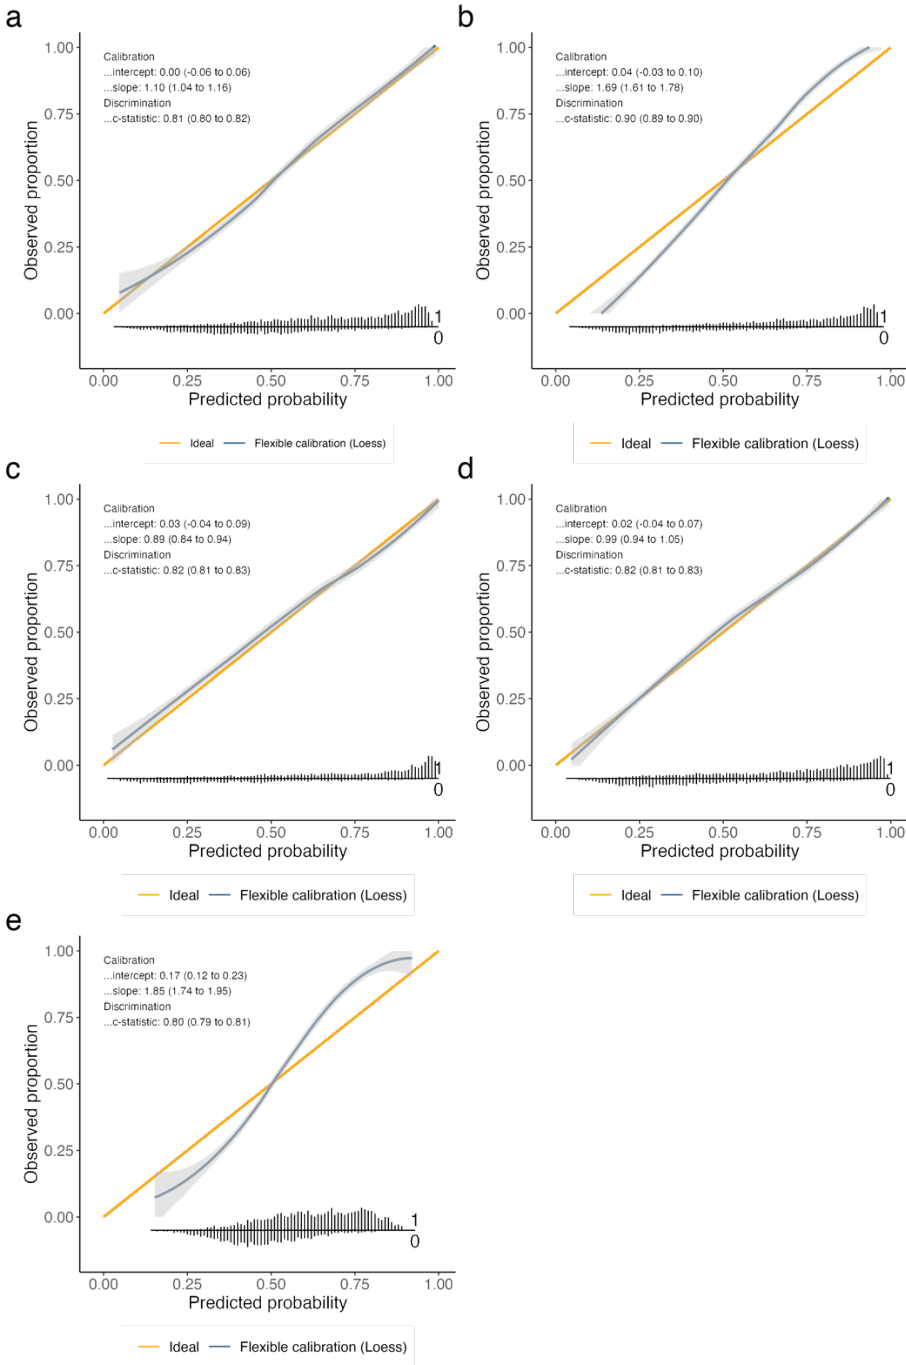 a
Calibration
...intercept: 0.00 (-0.06 to 0.06)
...slope: 1.10 (1.04 to 1.16)
Discrimination
...c-statistic: 0.81 (0.80 to 0.82)
Observed proportion
1.00
0.75
0.50
0.25
0.00
1
0
0.00 0.25 0.50 0.75 1.00
Predicted probability
Ideal Flexible calibration (Loess)
b
Calibration
...intercept: 0.04 (-0.03 to 0.10)
...slope: 1.69 (1.61 to 1.78)
Discrimination
...c-statistic: 0.90 (0.89 to 0.90)
Observed proportion
1.00
0.75
0.50
0.25
0.00
1
0
0.00 0.25 0.50 0.75 1.00
Predicted probability
Ideal Flexible calibration (Loess)
c
Calibration
...intercept: 0.03 (-0.04 to 0.09)
...slope: 0.89 (0.84 to 0.94)
Discrimination
...c-statistic: 0.82 (0.81 to 0.83)
Observed proportion
1.00
0.75
0.50
0.25
0.00
1
0
0.00 0.25 0.50 0.75 1.00
Predicted probability
Ideal Flexible calibration (Loess)
d
Calibration
...intercept: 0.02 (-0.04 to 0.07)
...slope: 0.99 (0.94 to 1.05)
Discrimination
...c-statistic: 0.82 (0.81 to 0.83)
Observed proportion
1.00
0.75
0.50
0.25
0.00
1
0
0.00 0.25 0.50 0.75 1.00
Predicted probability
Ideal Flexible calibration (Loess)
e
Calibration
...intercept: 0.17 (0.12 to 0.23)
...slope: 1.85 (1.74 to 1.95)
Discrimination
...c-statistic: 0.80 (0.79 to 0.81)
Observed proportion
1.00
0.75
0.50
0.25
0.00
1
0
0.00 0.25 0.50 0.75 1.00
Predicted probability
Ideal Flexible calibration (Loess)